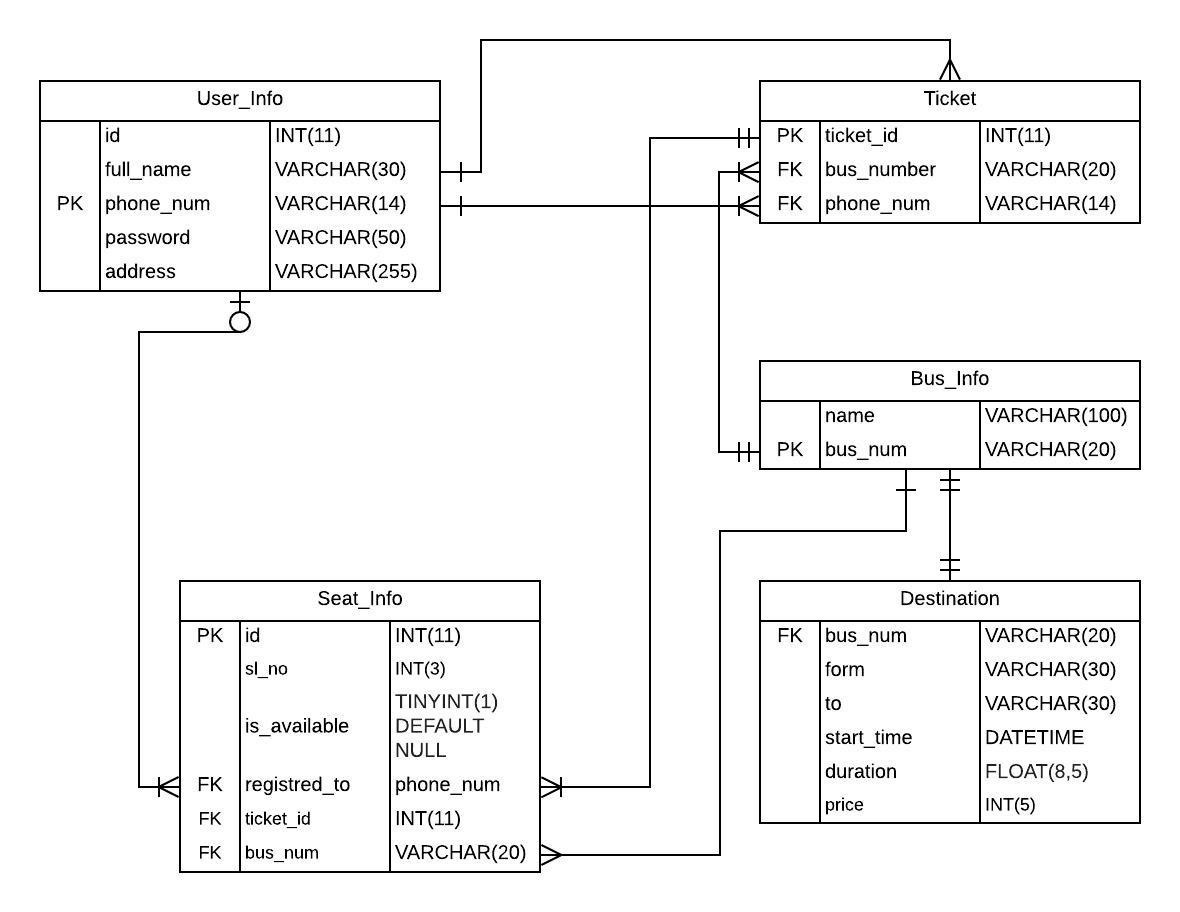 User_Info
id INT(11)
full_name VARCHAR(30)
PK phone_num VARCHAR(14)
password VARCHAR(50)
address VARCHAR(255)
Ticket
PK ticket_id INT(11)
FK bus_number VARCHAR(20)
FK phone_num VARCHAR(14)
Bus_Info
name VARCHAR(100)
PK bus_num VARCHAR(20)
Seat_Info
PK id INT(11)
sl_no INT(3)
is_available TINYINT(1)
DEFAULT
NULL
FK registred_to phone_num
FK ticket_id INT(11)
FK bus_num VARCHAR(20)
Destination
FK bus_num VARCHAR(20)
form VARCHAR(30)
to VARCHAR(30)
start_time DATETIME
duration FLOAT(8,5)
price INT(5)